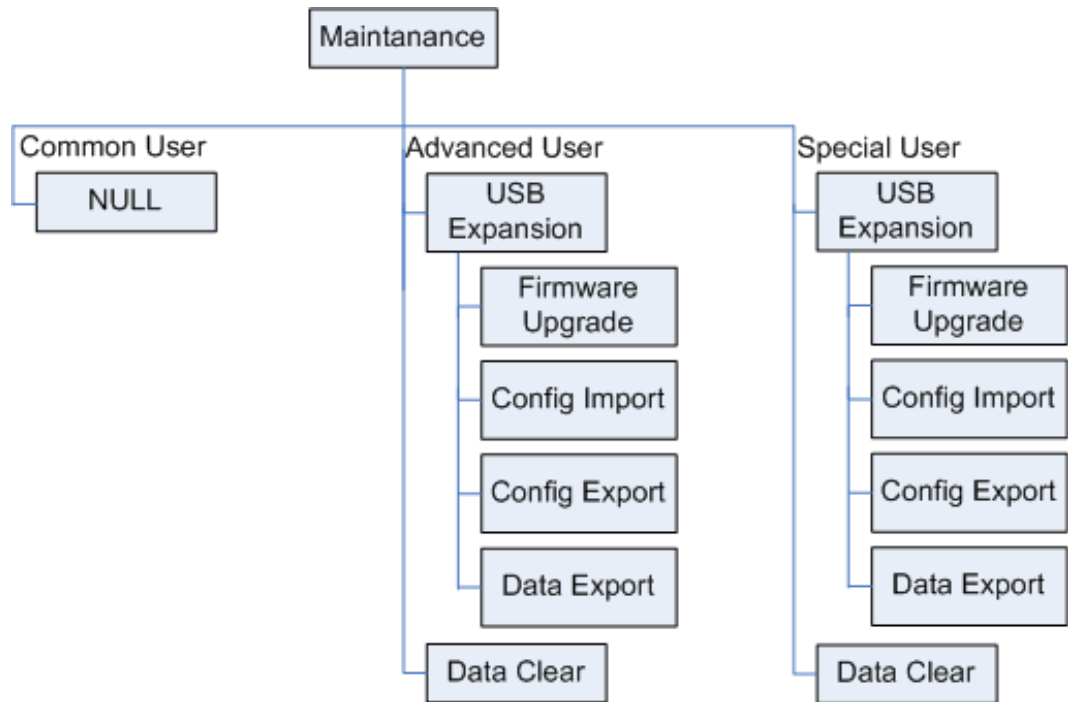 Maintanance
Common User
NULL
Advanced User
USB
Expansion
Firmware
Upgrade
Config Import
Config Export
Data Export
Data Clear
Special User
USB
Expansion
Firmware
Upgrade
Config Import
Config Export
Data Export
Data Clear